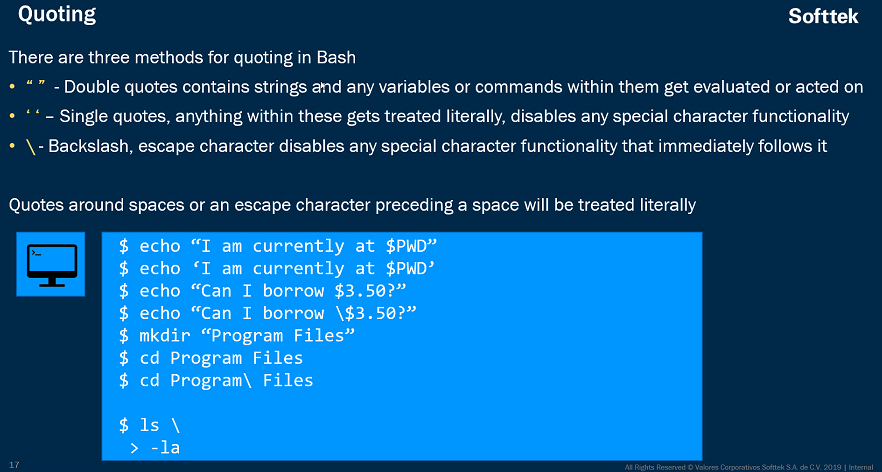 Quoting
Softtek
There are three methods for quoting in Bash
• “ ” - Double quotes contains strings and any variables or commands within them get evaluated or acted on
• ‘ ‘ – Single quotes, anything within these gets treated literally, disables any special character functionality
• \ - Backslash, escape character disables any special character functionality that immediately follows it
Quotes around spaces or an escape character preceding a space will be treated literally
>_
$ echo “I am currently at $PWD”
$ echo ‘I am currently at $PWD’
$ echo “Can I borrow $3.50?”
$ echo “Can I borrow \$3.50?”
$ mkdir “Program Files”
$ cd Program Files
$ cd Program\ Files
$ ls \
> -la
17
All Rights Reserved © Valores Corporativos Softtek S.A. de C.V. 2019 | Internal